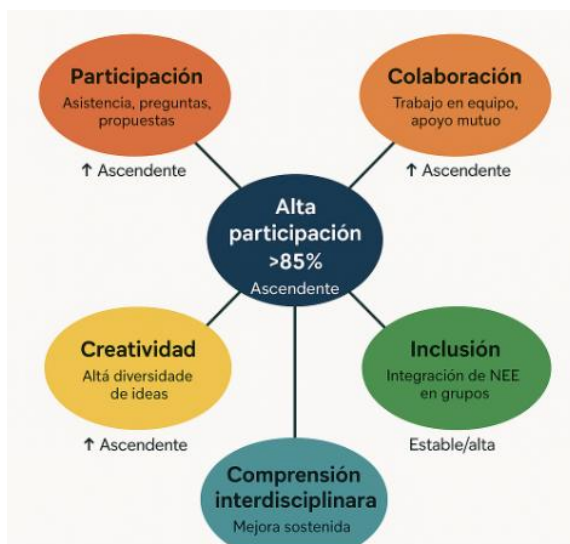 Participación
Asistencia, preguntas,
propuestas
↑ Ascendente
Colaboración
Trabajo en equipo,
apoyo mutuo
↑ Ascendente
Alta
participación
>85%
Ascendente
Creatividad
Altá diversidade
de ideas
↑ Ascendente
Inclusión
Integración de NEE
en grupos
Estable/alta
Comprensión
interdisciplinara
Mejora sostenida